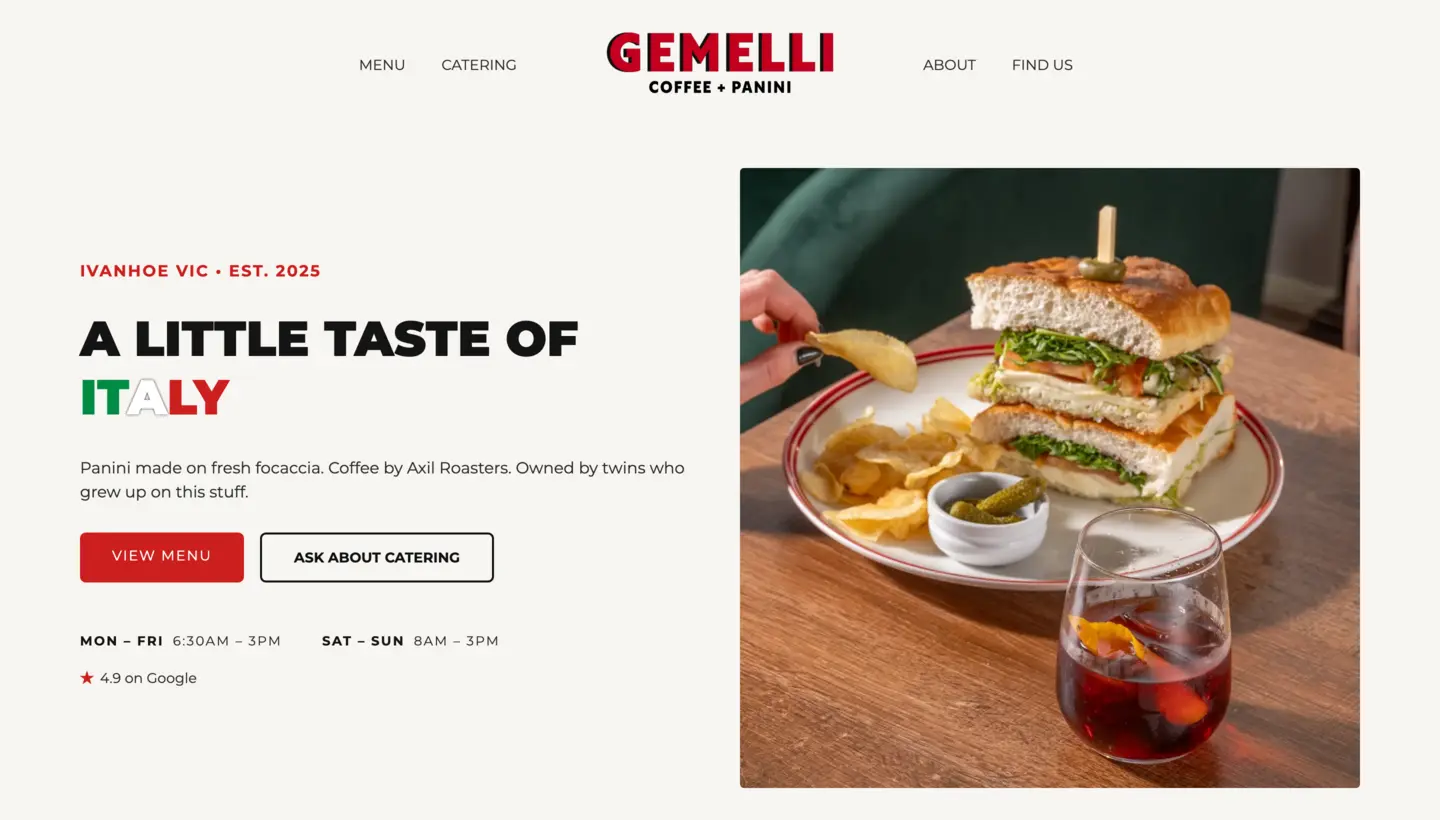 MENU
CATERING
GEMELLI
COFFEE + PANINI
ABOUT
FIND US
IVANHOE VIC • EST. 2025
A LITTLE TASTE OF
ITALY
Panini made on fresh focaccia. Coffee by Axil Roasters. Owned by twins who
grew up on this stuff.
VIEW MENU
ASK ABOUT CATERING
MON – FRI 6:30AM – 3PM
SAT – SUN 8AM – 3PM
★ 4.9 on Google